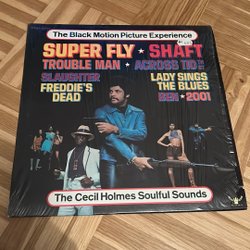 The Black Motion Picture Experience
SUPER FLY ★ SHAFT
TROUBLE MAN ★ ACROSS 110TH ST
SLAUGHTER
LADY SINGS
FREDDIE'S
THE BLUES
DEAD
BEN ★ 2001
The Cecil Holmes Soulful Sounds